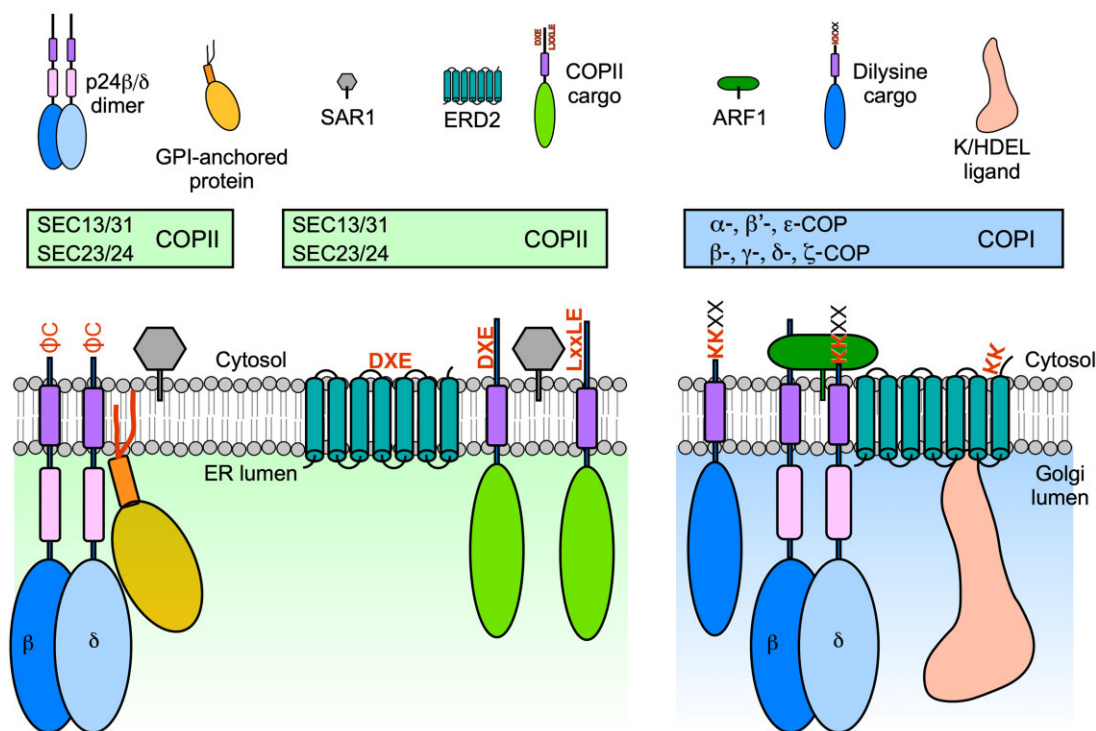 p24β/δ
dimer
GPI-anchored
protein
SAR1
ERD2
DXE
LXXLE
COPII
cargo
ARF1
KKXX
Dilysine
cargo
K/HDEL
ligand
SEC13/31
SEC23/24
COPII
SEC13/31
SEC23/24
COPII
α-, β'-, ε-COP
β-, γ-, δ-, ζ-COP
COPI
ΦC
ΦC
Cytosol
DXE
DXE
LxxLE
KKXX
KKXX
KK
Cytosol
ER lumen
Golgi
lumen
β
δ
β
δ